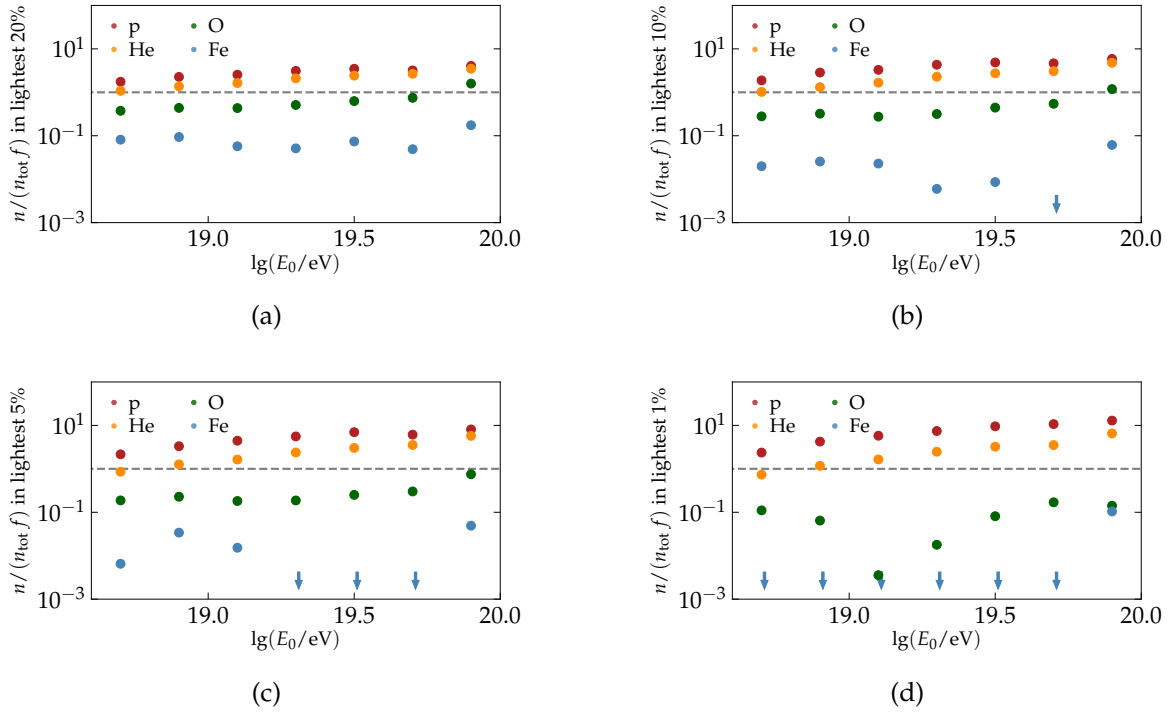 n/(n_tot f) in lightest 20%
10^1
10^−1
10^−3
p
He
O
Fe
19.0 19.5 20.0
lg(E_0/eV)
(a)
n/(n_tot f) in lightest 10%
10^1
10^−1
10^−3
p
He
O
Fe
19.0 19.5 20.0
lg(E_0/eV)
(b)
n/(n_tot f) in lightest 5%
10^1
10^−1
10^−3
p
He
O
Fe
19.0 19.5 20.0
lg(E_0/eV)
(c)
n/(n_tot f) in lightest 1%
10^1
10^−1
10^−3
p
He
O
Fe
19.0 19.5 20.0
lg(E_0/eV)
(d)